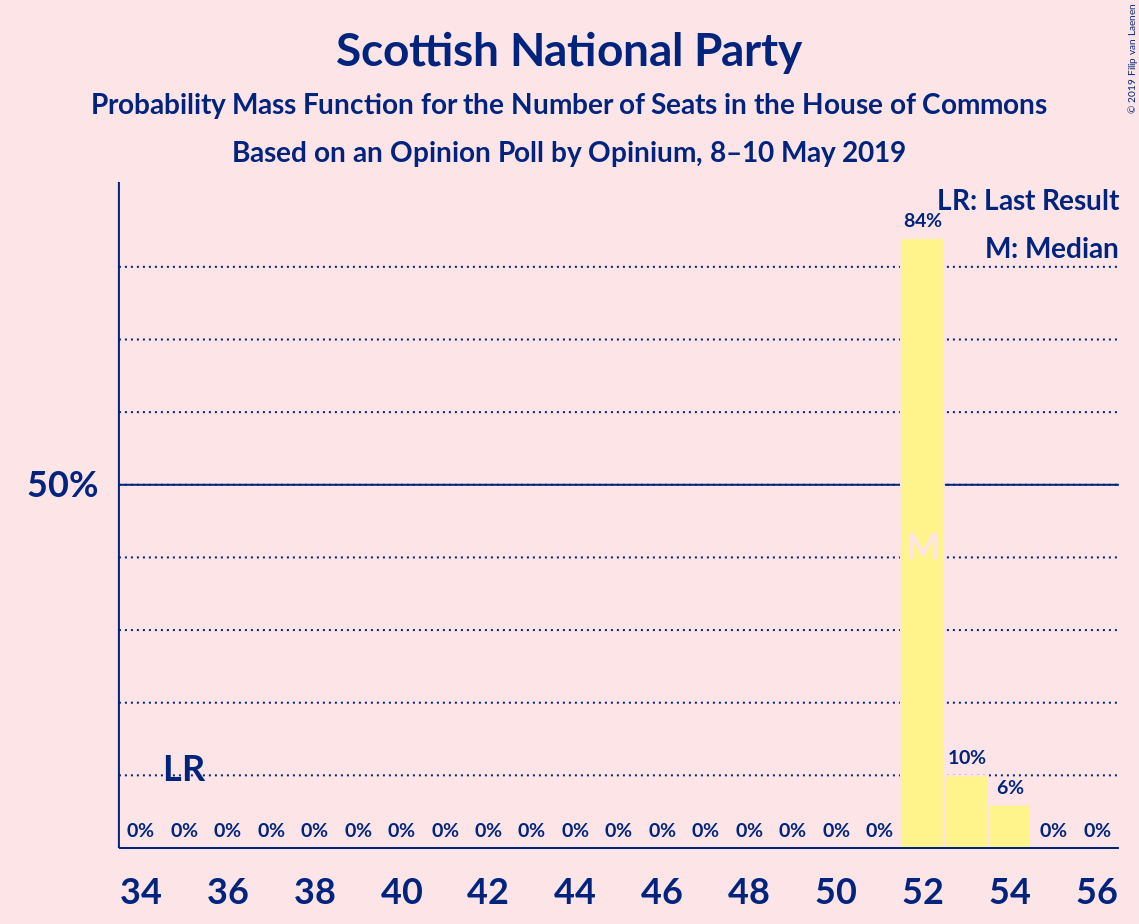 Scottish National Party
Probability Mass Function for the Number of Seats in the House of Commons
Based on an Opinion Poll by Opinium, 8–10 May 2019
© 2019 Filip van Laenen
LR: Last Result
84%
M: Median
50%
M
LR
10%
6%
0% 0% 0% 0% 0% 0% 0% 0% 0% 0% 0% 0% 0% 0% 0% 0% 0% 0% 0% 0%
34 36 38 40 42 44 46 48 50 52 54 56